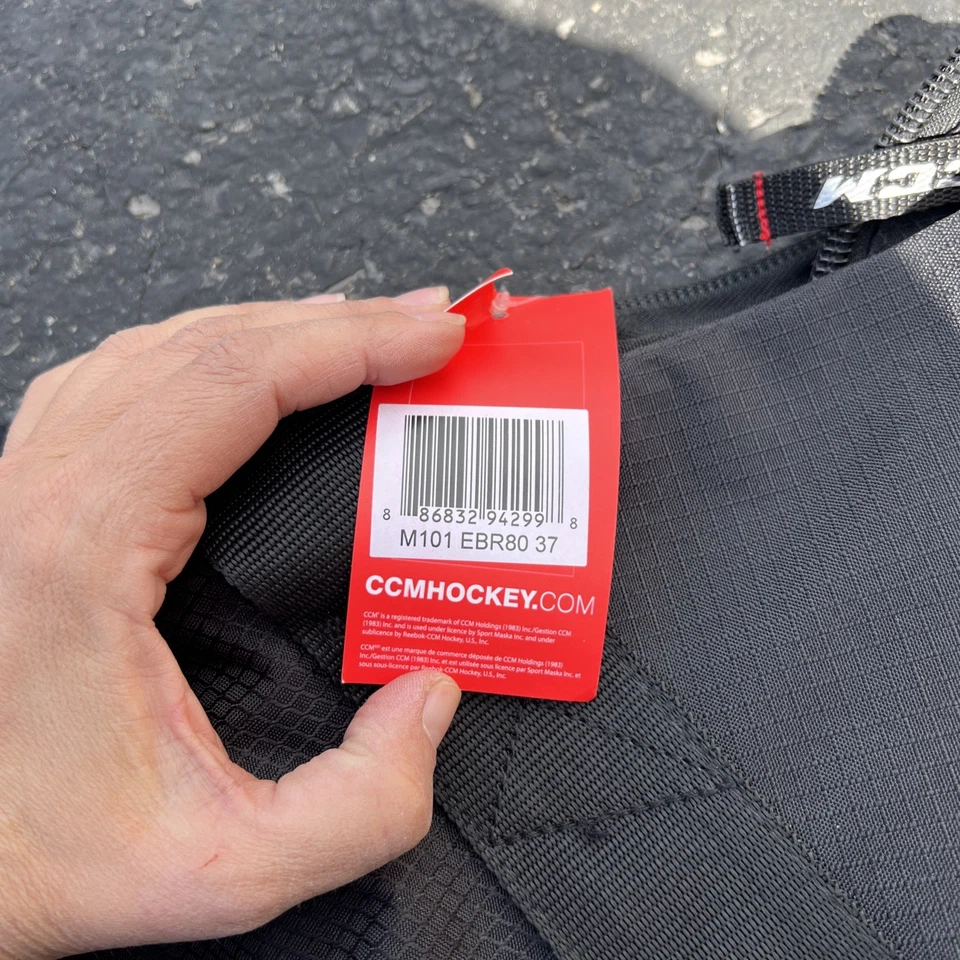 CCM
8 86832 94299 8
M101 EBR80 37
CCMHOCKEY.COM
CCM® is a registered trademark of CCM Holdings (1983) Inc./Gestion CCM
(1983) Inc. and is used under licence by Sport Maska Inc. and under
sublicence by Reebok-CCM Hockey, U.S., Inc.
CCMᴹᴰ est une marque de commerce déposée de CCM Holdings (1983)
Inc./Gestion CCM (1983) Inc. et est utilisée sous licence par Sport Maska Inc. et
sous sous-licence par Reebok-CCM Hockey, U.S., Inc.